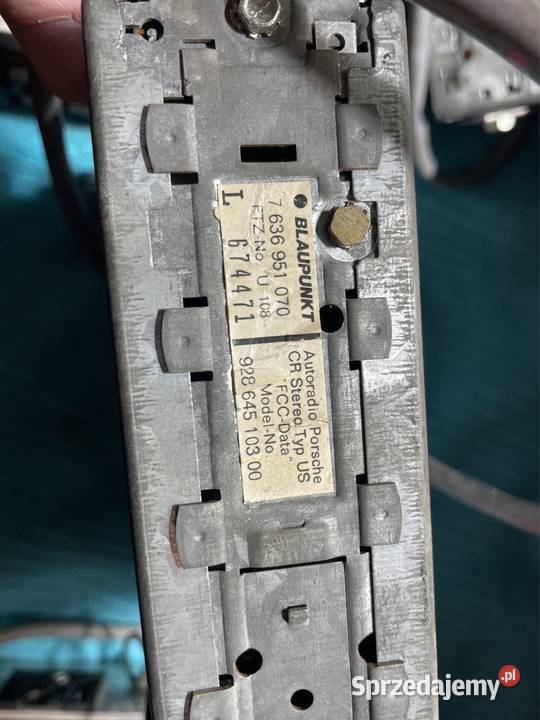 BLAUPUNKT
7 636 951 070
FTZ-No. U 108
L 674471
Autoradio Porsche
CR Stereo, Typ US
"FCC-Data"
Model-No.
928 645 103 00
Sprzedajemy.pl